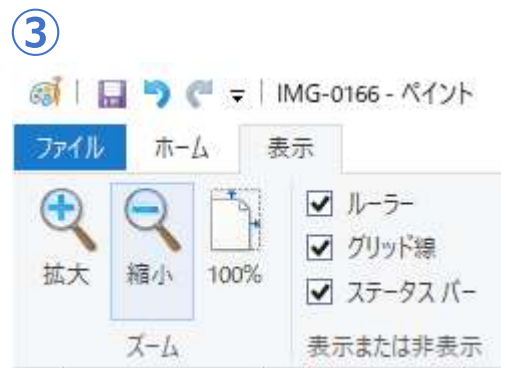 ③
IMG-0166 - ペイント
ファイル ホーム 表示
拡大 縮小 100%
ズーム
ルーラー
グリッド線
ステータス バー
表示または非表示